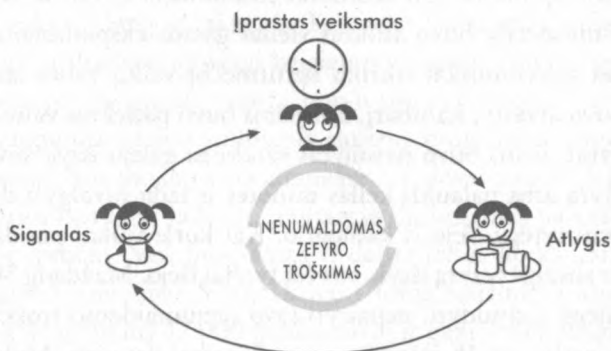 Įprastas veiksmas
Signalas
NENUMALDOMAS
ZEFYRO
TROŠKIMAS
Atlygis